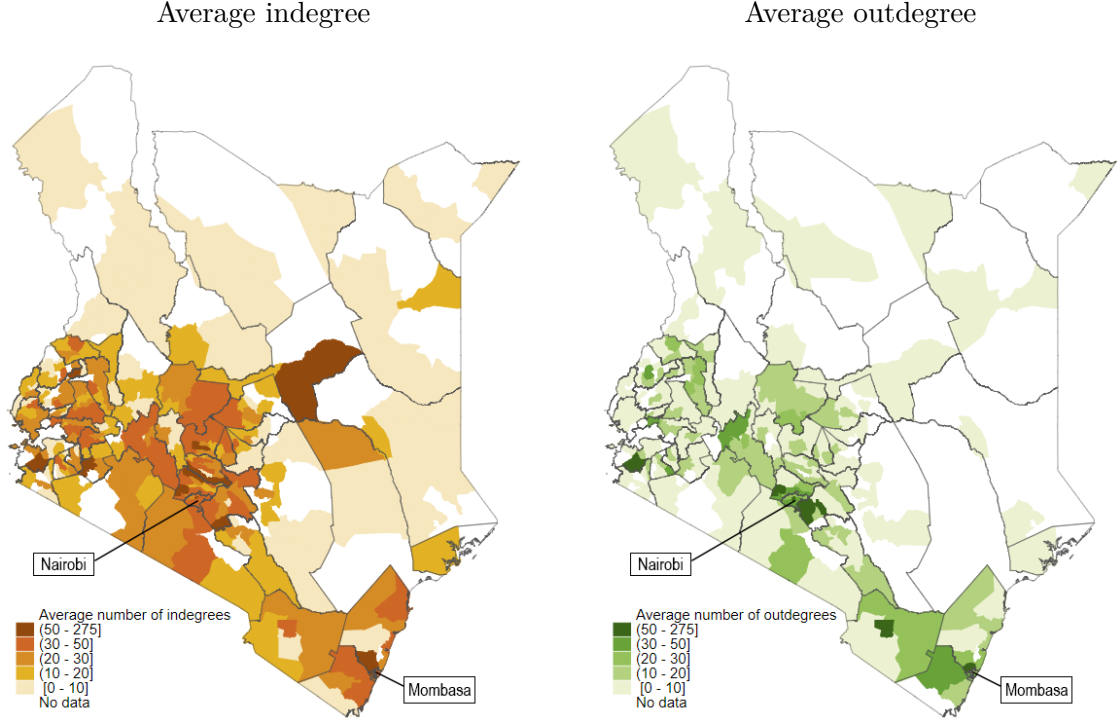 Average indegree
Average outdegree
Nairobi
Average number of indegrees
(50 - 275]
(30 - 50]
(20 - 30]
(10 - 20]
[0 - 10]
No data
Mombasa
Nairobi
Average number of outdegrees
(50 - 275]
(30 - 50]
(20 - 30]
(10 - 20]
[0 - 10]
No data
Mombasa